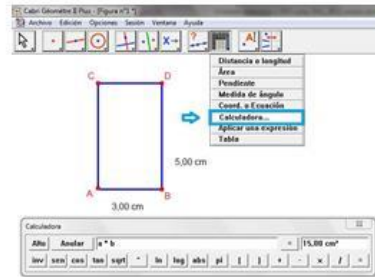 Cabri Géomètre II Plus - [Figura nº1 *]
Archivo Edición Opciones Sesión Ventana Ayuda
Distancia o longitud
Área
Pendiente
Medida de ángulo
Coord. o Ecuación
Calculadora...
Aplicar una expresión
Tabla
C D
5,00 cm
A B
3,00 cm
Calculadora
Alto Anular a * b = 15,00 cm²
inv sen cos tan sqrt ^ ln log abs pi ( ) + - x / ÷